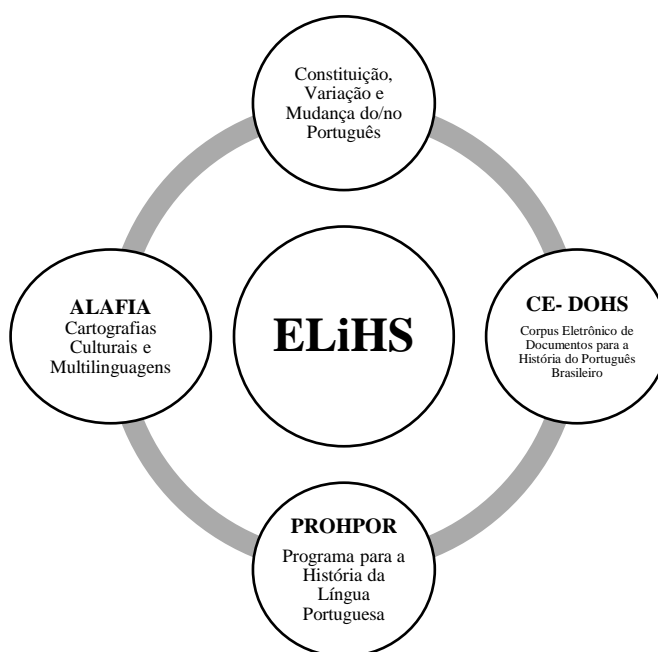 Constituição,
Variação e
Mudança do/no
Português
ALAFIA
Cartografias
Culturais e
Multilinguagens
ELiHS
CE- DOHS
Corpus Eletrônico de
Documentos para a
História do Português
Brasileiro
PROHPOR
Programa para a
História da
Língua
Portuguesa